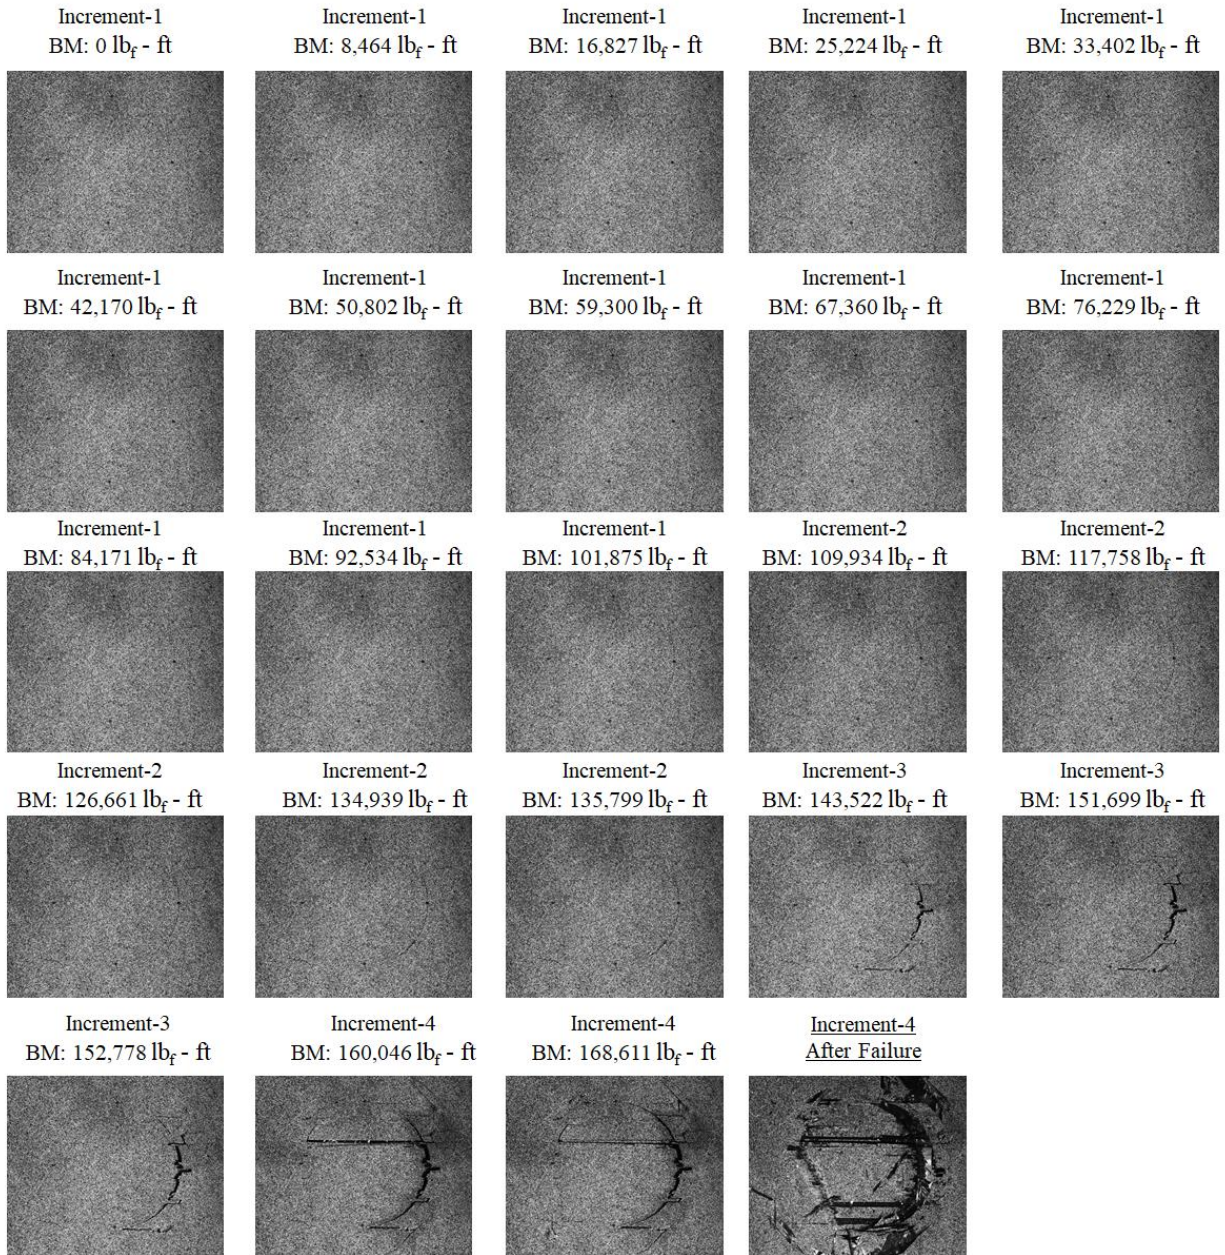 Increment-1
BM: 0 lbf - ft
Increment-1
BM: 8,464 lbf - ft
Increment-1
BM: 16,827 lbf - ft
Increment-1
BM: 25,224 lbf - ft
Increment-1
BM: 33,402 lbf - ft
Increment-1
BM: 42,170 lbf - ft
Increment-1
BM: 50,802 lbf - ft
Increment-1
BM: 59,300 lbf - ft
Increment-1
BM: 67,360 lbf - ft
Increment-1
BM: 76,229 lbf - ft
Increment-1
BM: 84,171 lbf - ft
Increment-1
BM: 92,534 lbf - ft
Increment-1
BM: 101,875 lbf - ft
Increment-2
BM: 109,934 lbf - ft
Increment-2
BM: 117,758 lbf - ft
Increment-2
BM: 126,661 lbf - ft
Increment-2
BM: 134,939 lbf - ft
Increment-2
BM: 135,799 lbf - ft
Increment-3
BM: 143,522 lbf - ft
Increment-3
BM: 151,699 lbf - ft
Increment-3
BM: 152,778 lbf - ft
Increment-4
BM: 160,046 lbf - ft
Increment-4
BM: 168,611 lbf - ft
Increment-4
After Failure